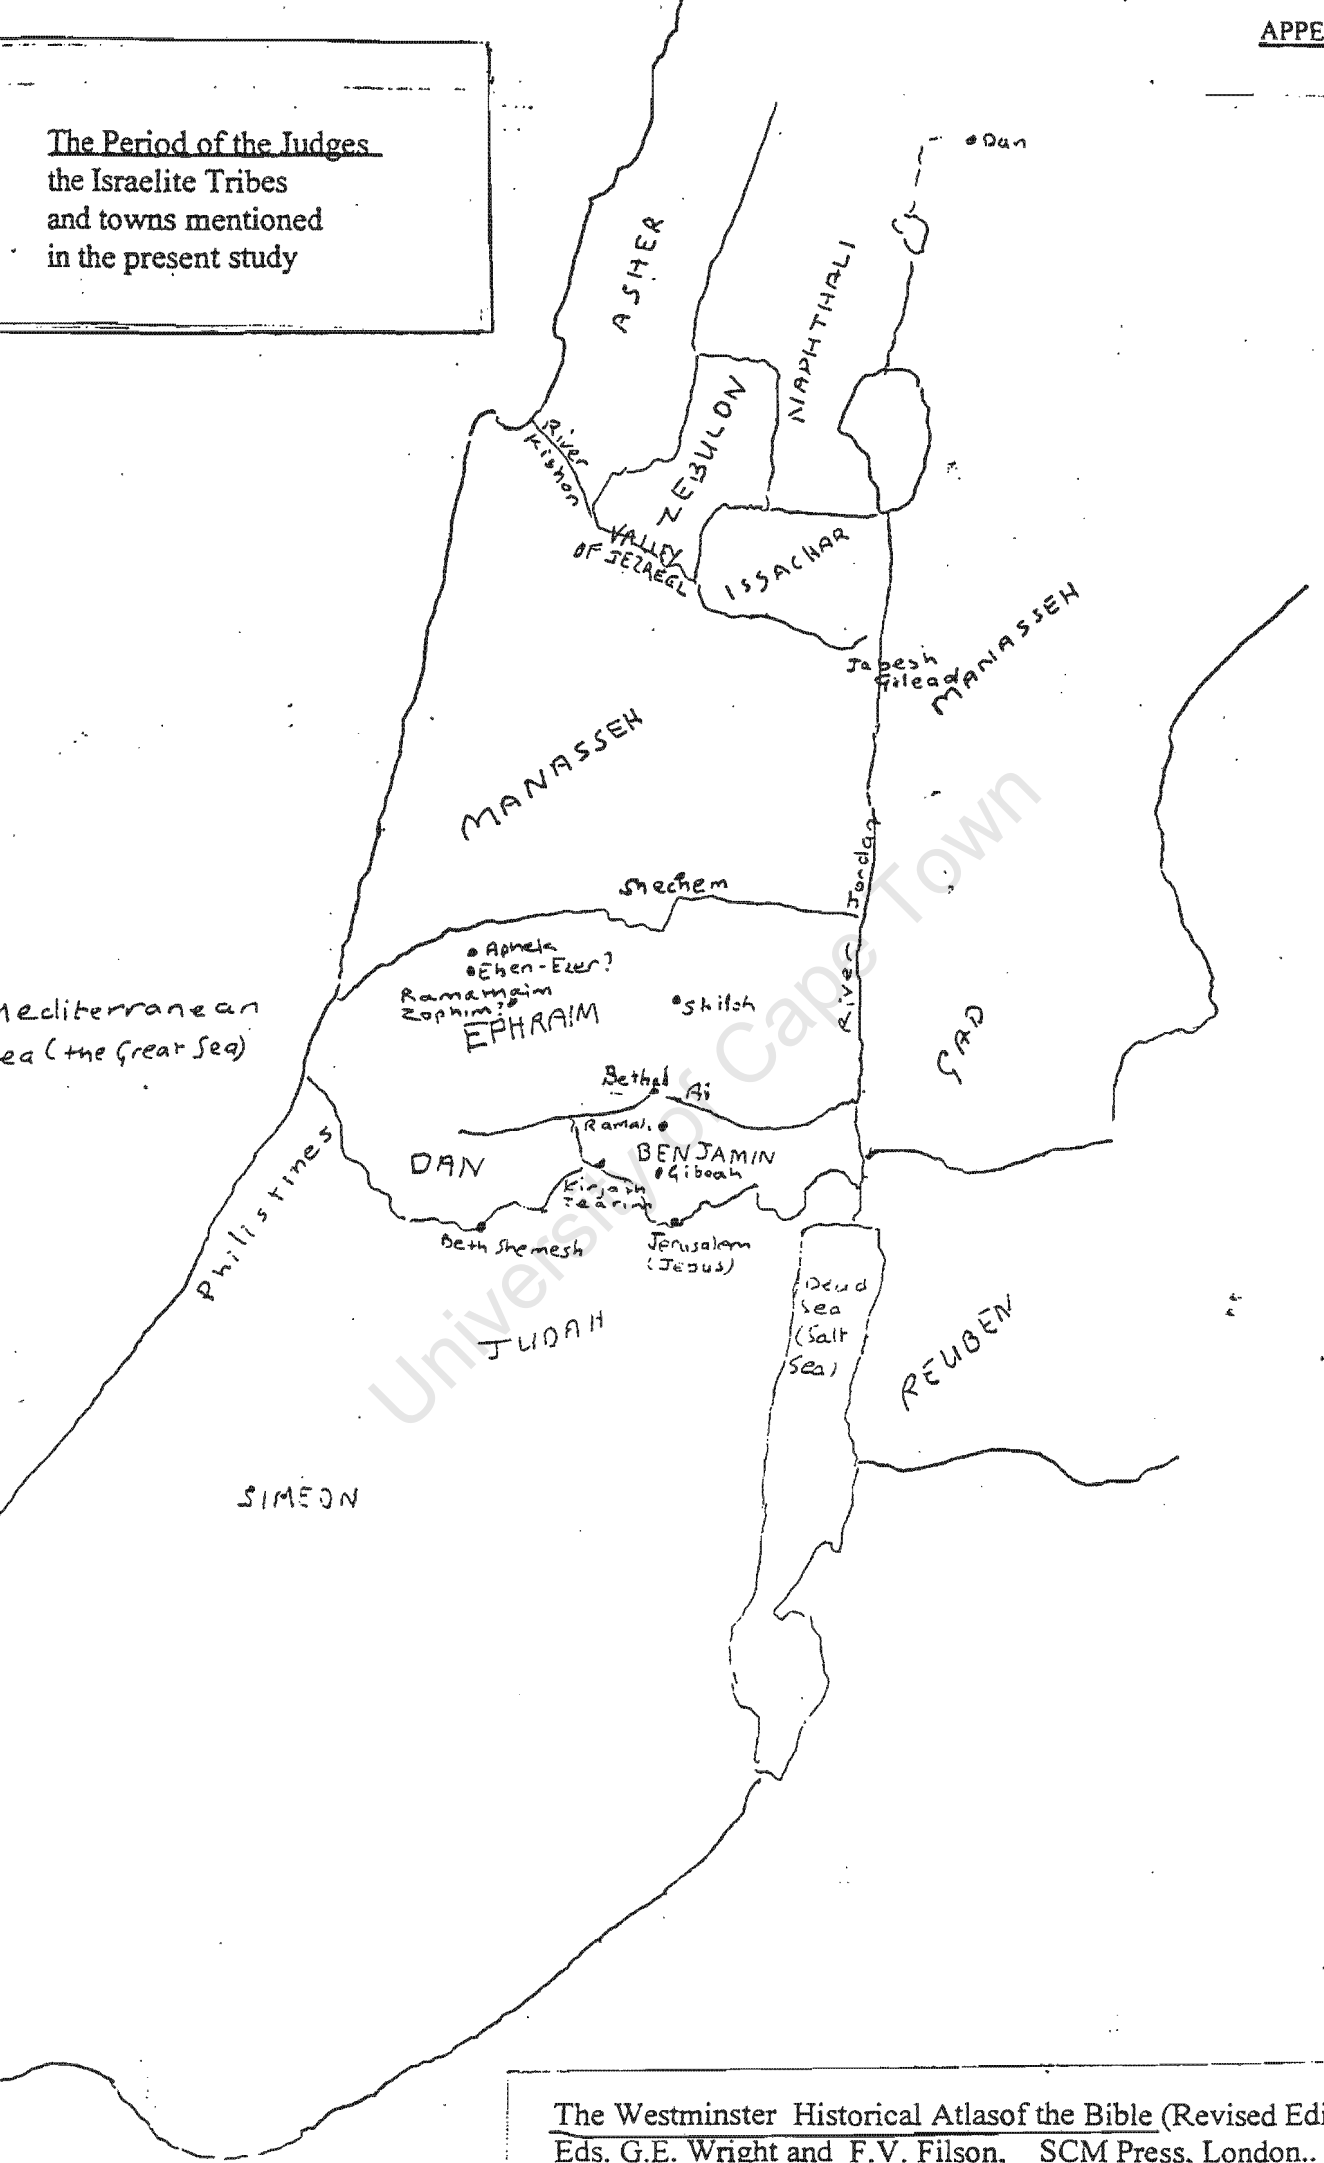 APPE
The Period of the Judges
the Israelite Tribes
and towns mentioned
in the present study
Dan
ASHER
NAPHTHALI
ZEBULON
River
Kishon
VALLEY
OF JEZREEL
ISSACHAR
MANASSEH
Jabesh
Gilead
MANASSEH
River Jordan
Shechem
Aphek
Eben-Ezer?
Ramathaim
Zophim?
EPHRAIM
Shiloh
Mediterranean
ea (the Great Sea)
GAD
Bethel
Ai
Ramah
DAN
BENJAMIN
Gibeah
Kirjath
Jearim
Philistines
Beth Shemesh
Jerusalem
(Jebus)
Dead
Sea
(Salt
Sea)
JUDAH
REUBEN
SIMEON
University of Cape Town
The Westminster Historical Atlasof the Bible (Revised Edi
Eds. G.E. Wright and F.V. Filson, SCM Press, London..